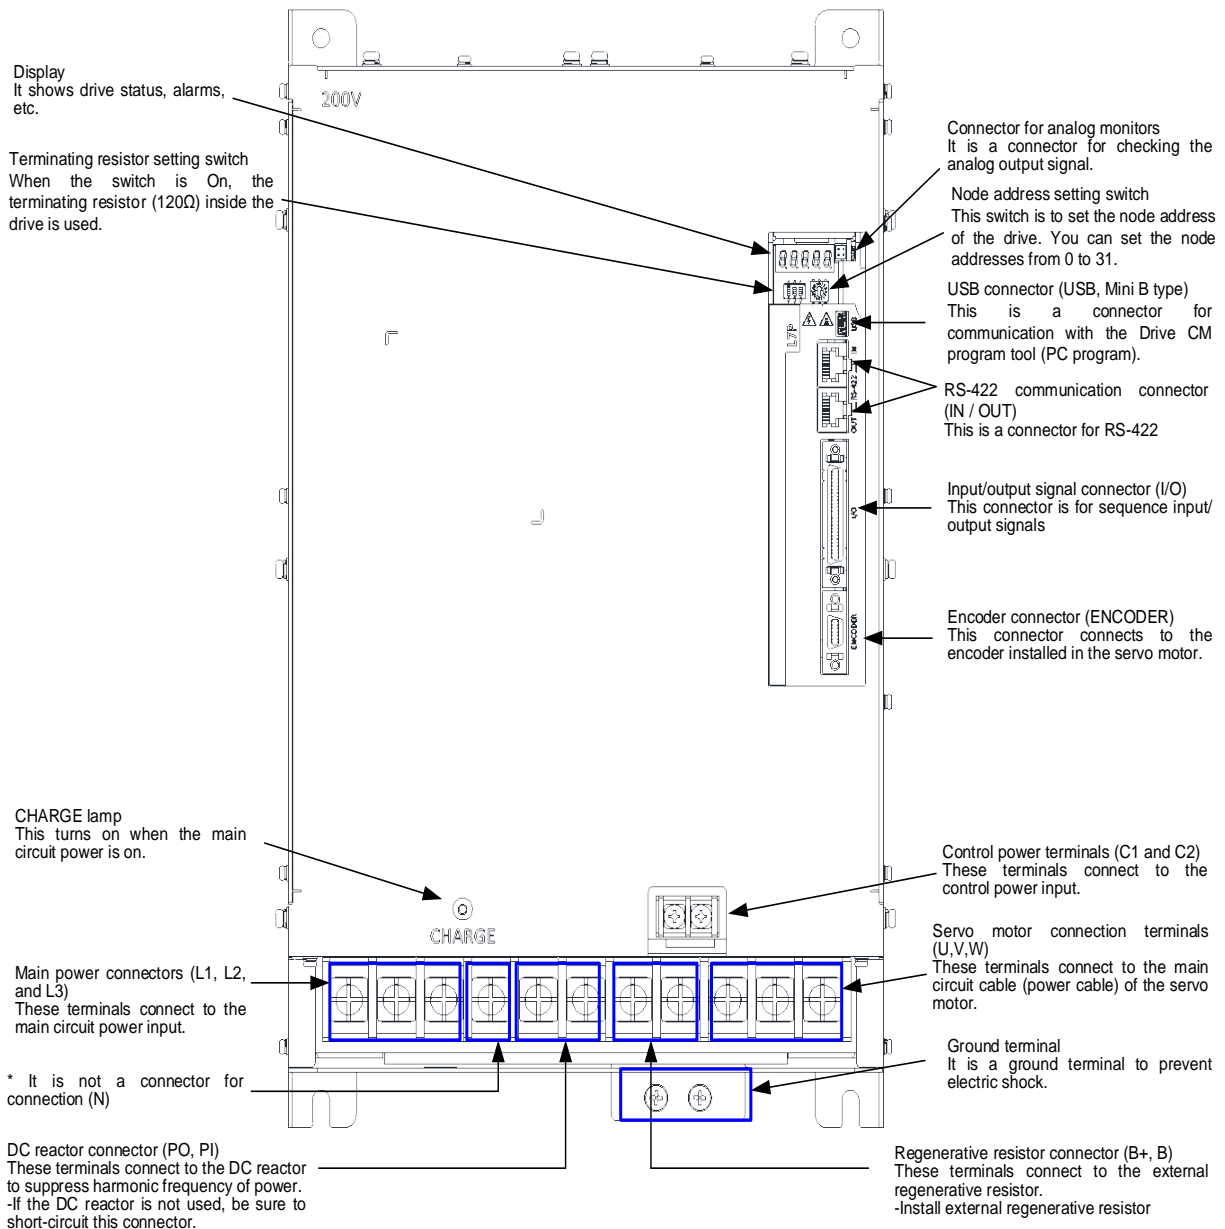 Display
It shows drive status, alarms,
etc.
Terminating resistor setting switch
When the switch is On, the
terminating resistor (120Ω) inside the
drive is used.
200V
Connector for analog monitors
It is a connector for checking the
analog output signal.
Node address setting switch
This switch is to set the node address
of the drive. You can set the node
addresses from 0 to 31.
USB connector (USB, Mini B type)
This is a connector for
communication with the Drive CM
program tool (PC program).
RS-422 communication connector
(IN / OUT)
This is a connector for RS-422
Input/output signal connector (I/O)
This connector is for sequence input/
output signals
Encoder connector (ENCODER)
This connector connects to the
encoder installed in the servo motor.
L7P
USB
IN
RS-422
OUT
I/O
ENCODER
CHARGE lamp
This turns on when the main
circuit power is on.
CHARGE
Control power terminals (C1 and C2)
These terminals connect to the
control power input.
Servo motor connection terminals
(U,V,W)
These terminals connect to the main
circuit cable (power cable) of the servo
motor.
Main power connectors (L1, L2,
and L3)
These terminals connect to the
main circuit power input.
Ground terminal
It is a ground terminal to prevent
electric shock.
* It is not a connector for
connection (N)
DC reactor connector (PO, PI)
These terminals connect to the DC reactor
to suppress harmonic frequency of power.
-If the DC reactor is not used, be sure to
short-circuit this connector.
Regenerative resistor connector (B+, B)
These terminals connect to the external
regenerative resistor.
-Install external regenerative resistor